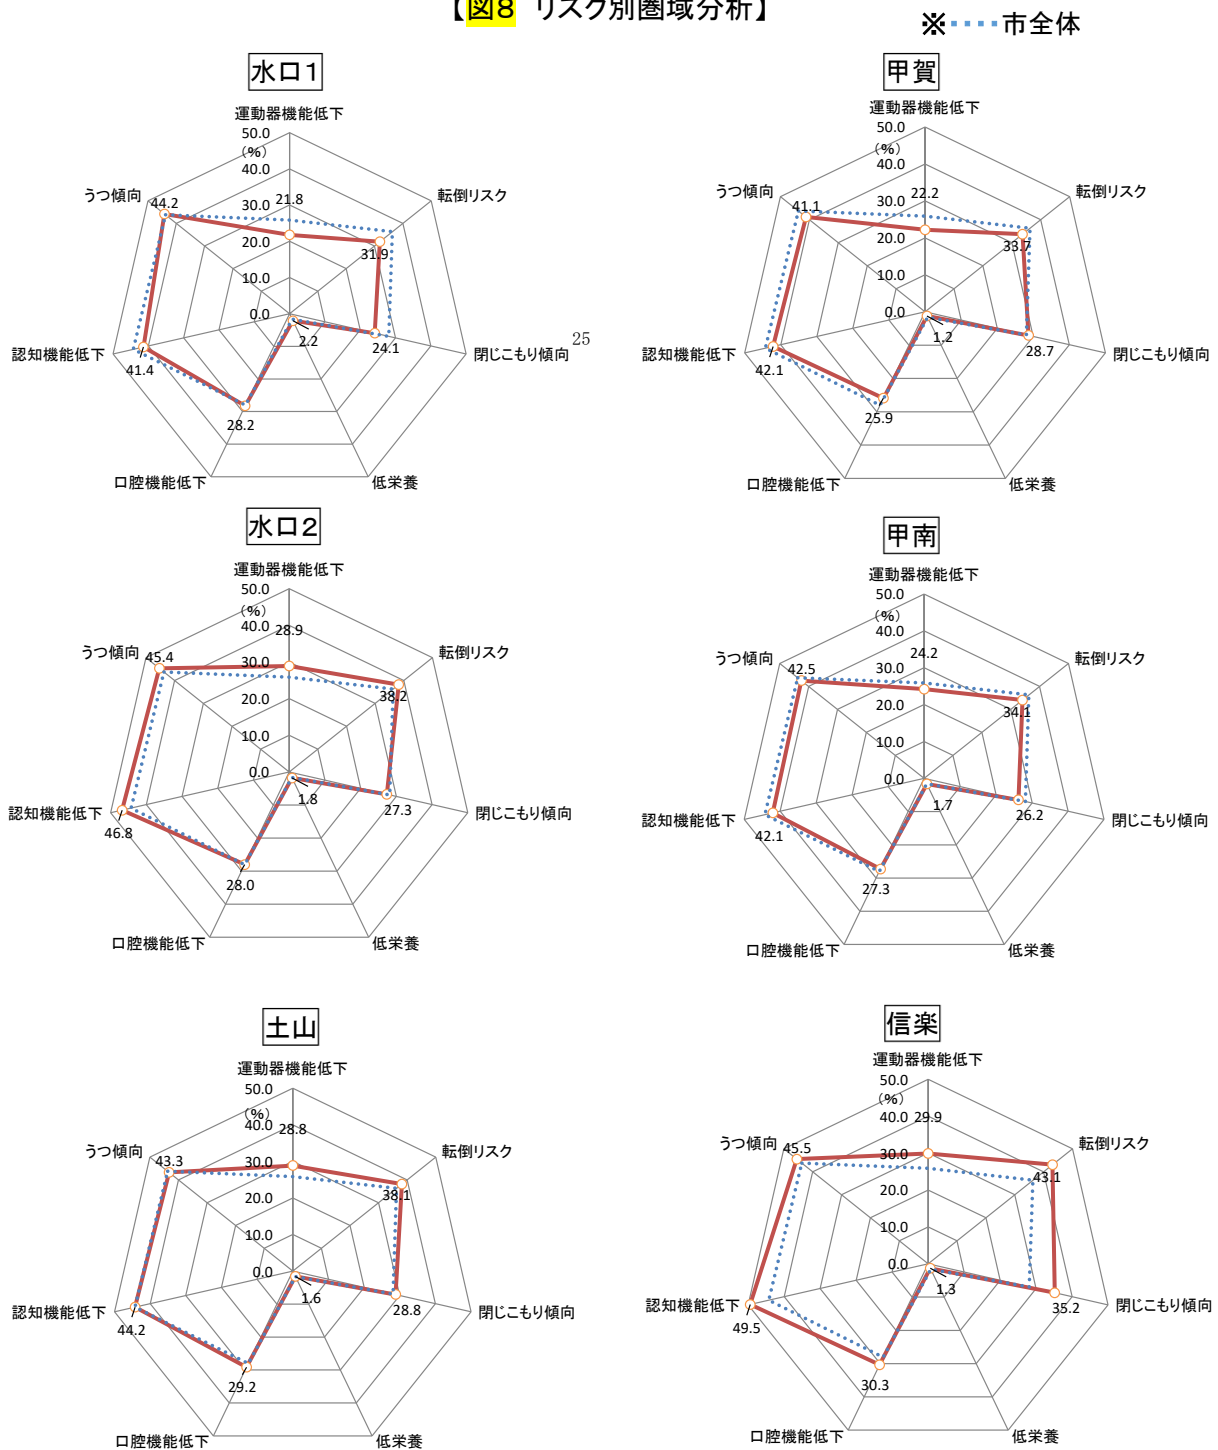 【図8 リスク別圏域分析】
※・・・・市全体
水口1
運動器機能低下
50.0
(%)
40.0
30.0
20.0
10.0
0.0
21.8
転倒リスク
31.9
閉じこもり傾向
24.1
低栄養
2.2
口腔機能低下
28.2
認知機能低下
41.4
うつ傾向
44.2
甲賀
運動器機能低下
50.0
(%)
40.0
30.0
20.0
10.0
0.0
22.2
転倒リスク
33.7
閉じこもり傾向
28.7
低栄養
1.2
口腔機能低下
25.9
認知機能低下
42.1
うつ傾向
41.1
25
水口2
運動器機能低下
50.0
(%)
40.0
30.0
20.0
10.0
0.0
28.9
転倒リスク
38.2
閉じこもり傾向
27.3
低栄養
1.8
口腔機能低下
28.0
認知機能低下
46.8
うつ傾向
45.4
甲南
運動器機能低下
50.0
(%)
40.0
30.0
20.0
10.0
0.0
24.2
転倒リスク
34.1
閉じこもり傾向
26.2
低栄養
1.7
口腔機能低下
27.3
認知機能低下
42.1
うつ傾向
42.5
土山
運動器機能低下
50.0
(%)
40.0
30.0
20.0
10.0
0.0
28.8
転倒リスク
38.1
閉じこもり傾向
28.8
低栄養
1.6
口腔機能低下
29.2
認知機能低下
44.2
うつ傾向
43.3
信楽
運動器機能低下
50.0
(%)
40.0
30.0
20.0
10.0
0.0
29.9
転倒リスク
43.1
閉じこもり傾向
35.2
低栄養
1.3
口腔機能低下
30.3
認知機能低下
49.5
うつ傾向
45.5